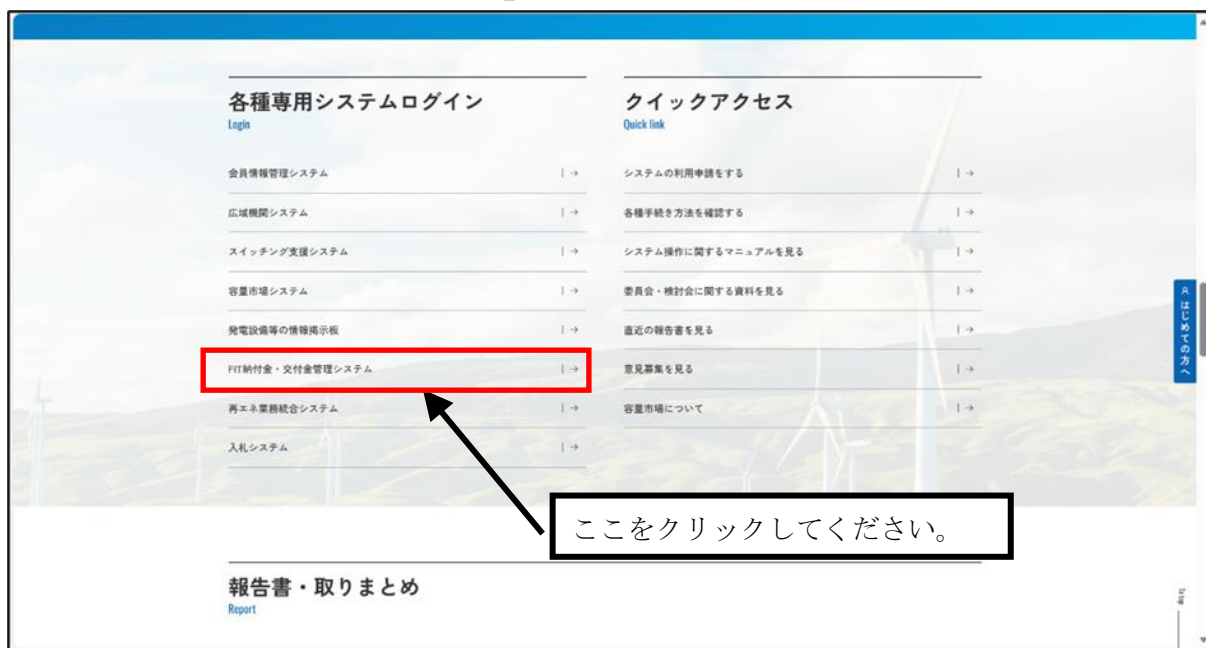 各種専用システムログイン
Login
会員情報管理システム
広域機関システム
スイッチング支援システム
容量市場システム
発電設備等の情報掲示板
FIT納付金・交付金管理システム
再エネ業務統合システム
入札システム
クイックアクセス
Quick link
システムの利用申請をする
各種手続き方法を確認する
システム操作に関するマニュアルを見る
委員会・検討会に関する資料を見る
直近の報告書を見る
意見募集を見る
容量市場について
はじめての方へ
ここをクリックしてください。
報告書・取りまとめ
Report
To top